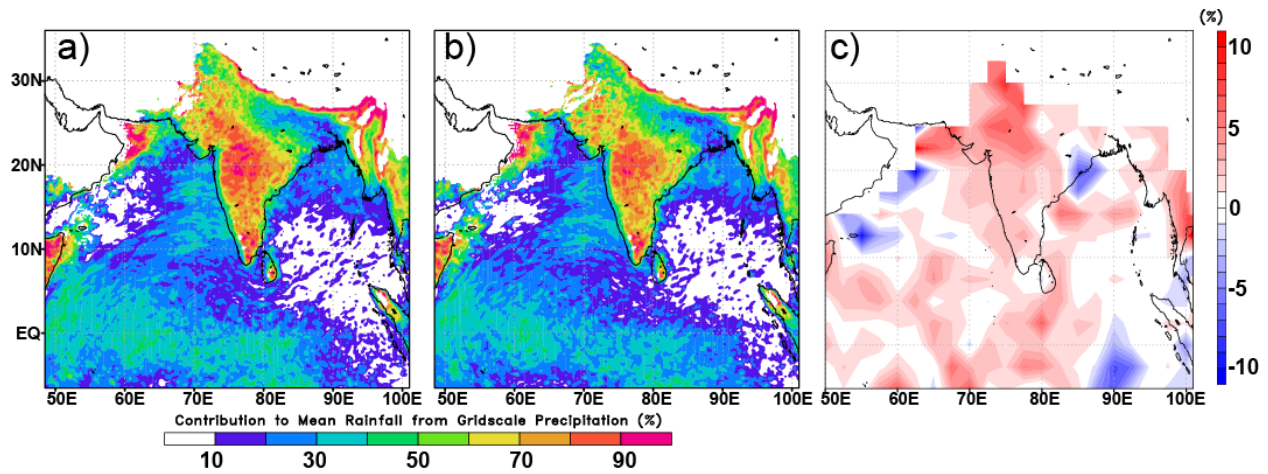 (%)
a) b) c)
30N
20N
10N
EQ
10
5
0
-5
-10
50E 60E 70E 80E 90E 100E 50E 60E 70E 80E 90E 100E 50E 60E 70E 80E 90E 100E
Contribution to Mean Rainfall from Gridscale Precipitation (%)
10 30 50 70 90